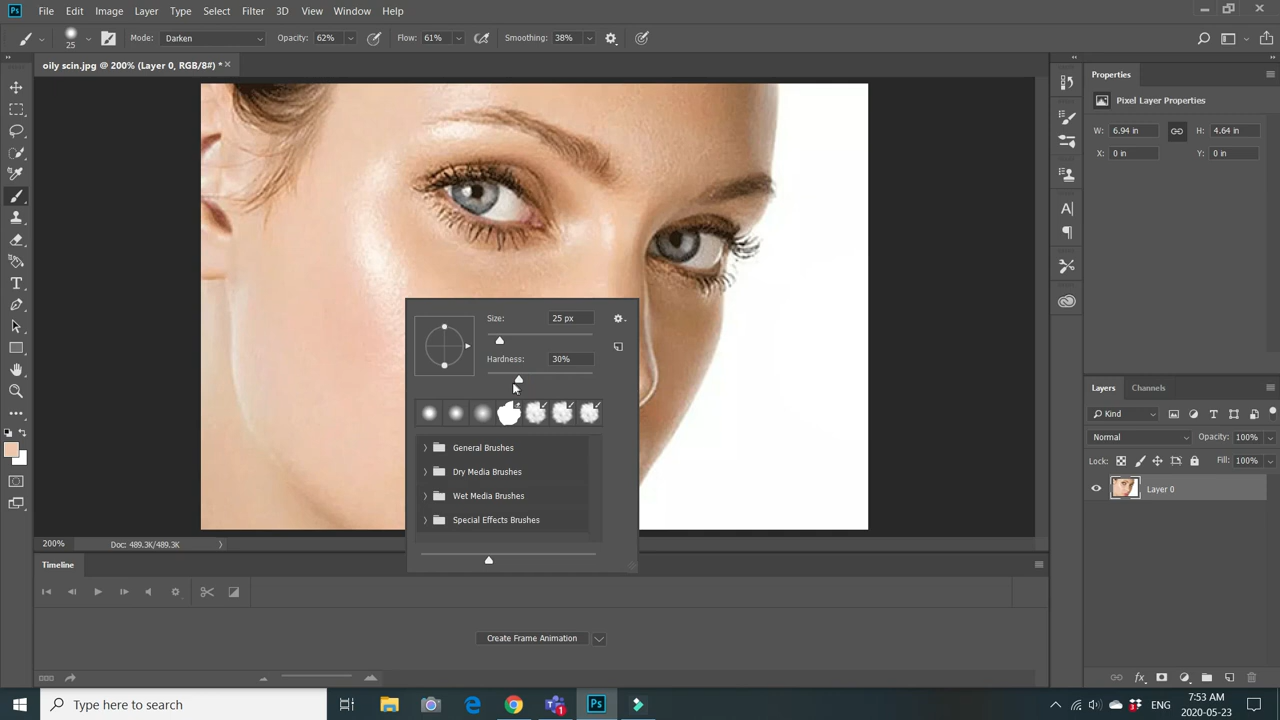 Ps File Edit Image Layer Type Select Filter 3D View Window Help
25 Mode: Darken Opacity: 62% Flow: 61% Smoothing: 38%
oily scin.jpg @ 200% (Layer 0, RGB/8#) * ×
Properties
Pixel Layer Properties
W: 6.94 in H: 4.64 in
X: 0 in Y: 0 in
Size: 25 px
Hardness: 30%
General Brushes
Dry Media Brushes
Wet Media Brushes
Special Effects Brushes
Layers Channels
Kind
Normal Opacity: 100%
Lock: Fill: 100%
Layer 0
200% Doc: 489.3K/489.3K
Timeline
Create Frame Animation
Type here to search
Ps
ENG
7:53 AM
2020-05-23